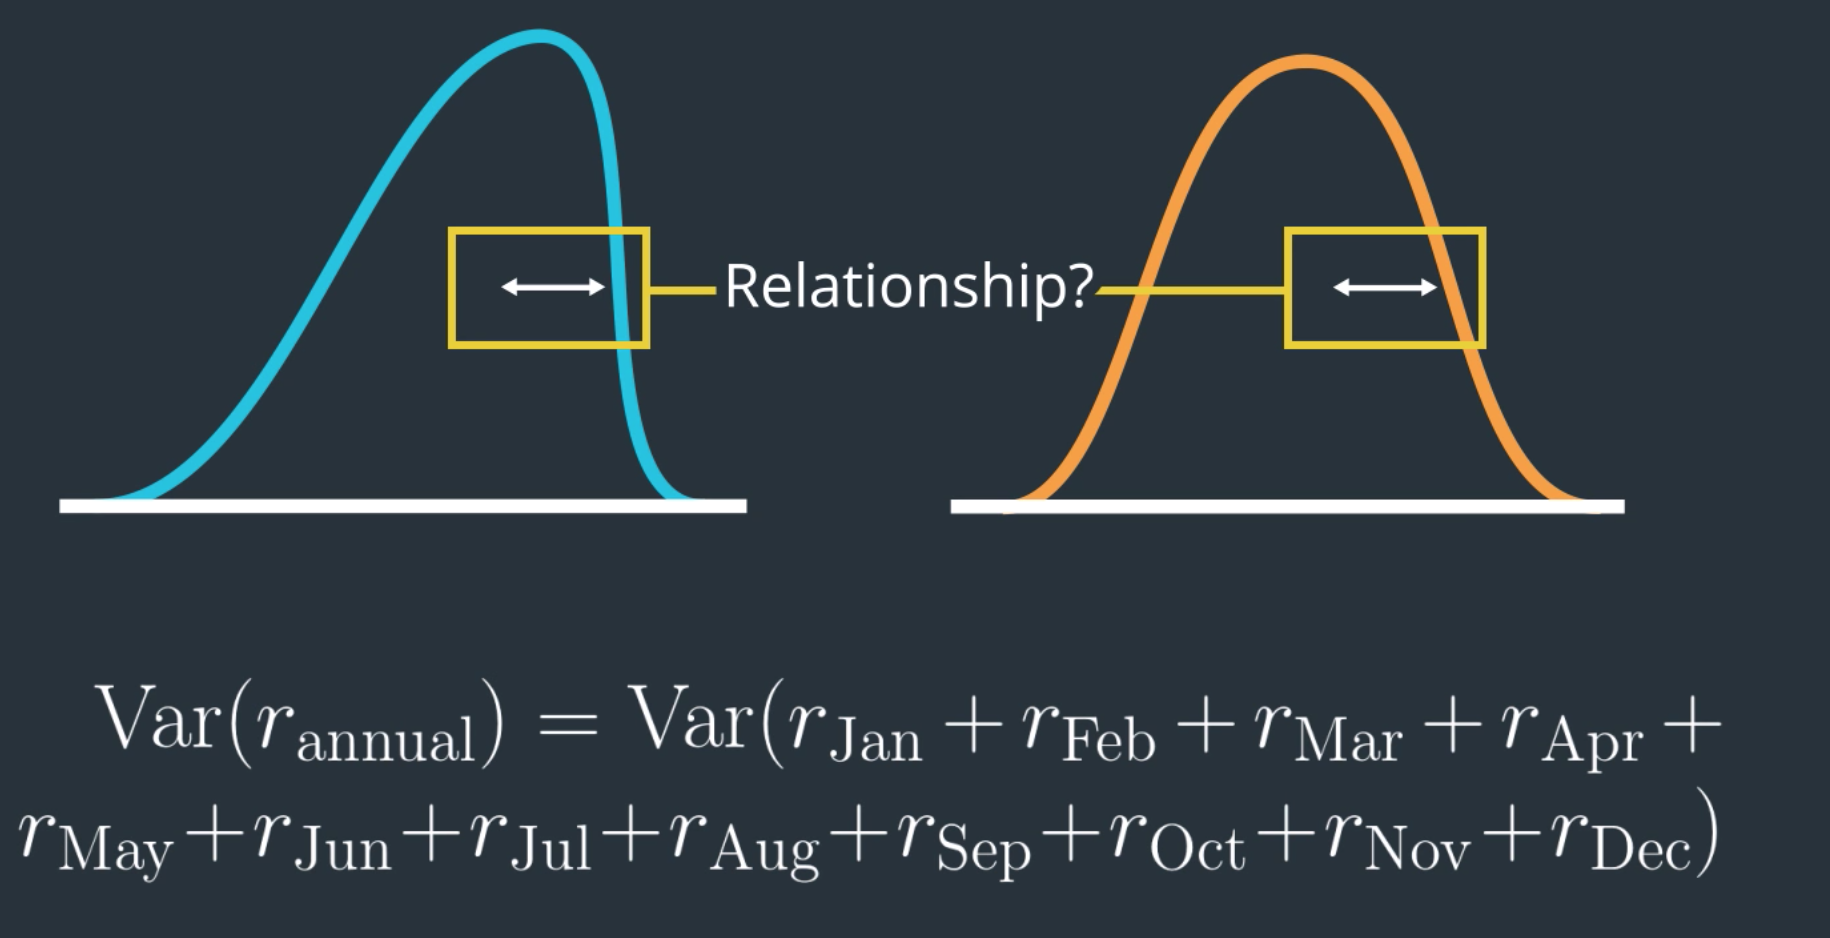 Relationship?
Var(r_annual) = Var(r_Jan + r_Feb + r_Mar + r_Apr +
r_May + r_Jun + r_Jul + r_Aug + r_Sep + r_Oct + r_Nov + r_Dec)